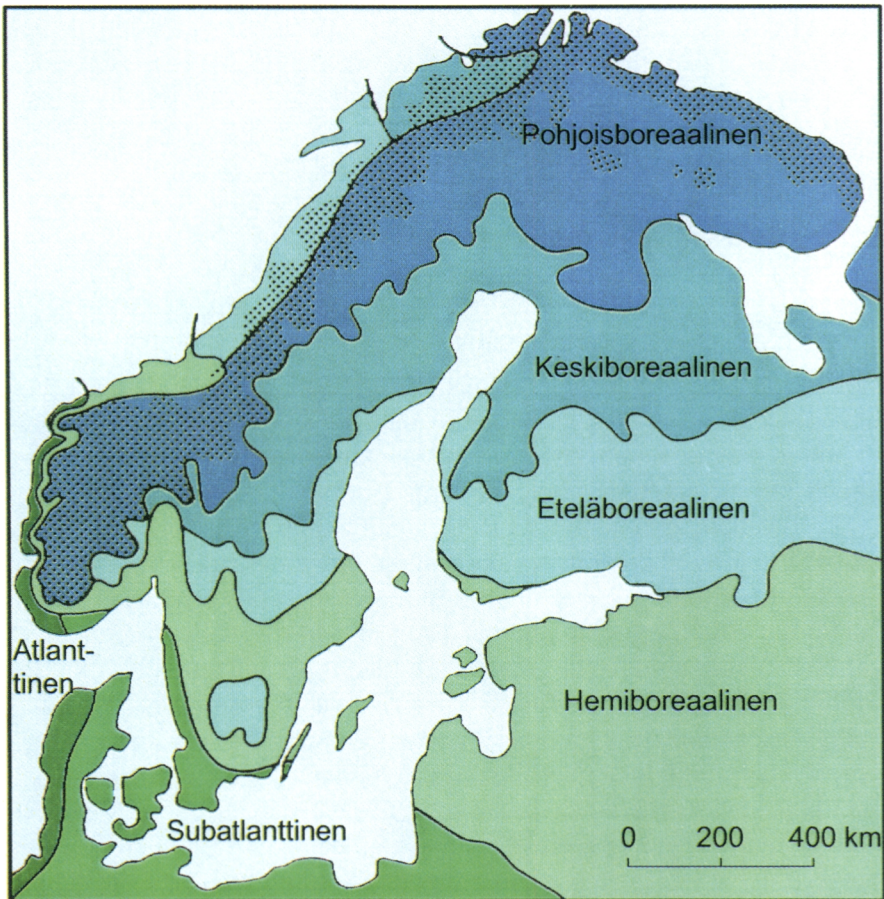 Pohjoisboreaalinen
Keskiboreaalinen
Eteläboreaalinen
Atlant-
tinen
Hemiboreaalinen
Subatlanttinen
0 200 400 km